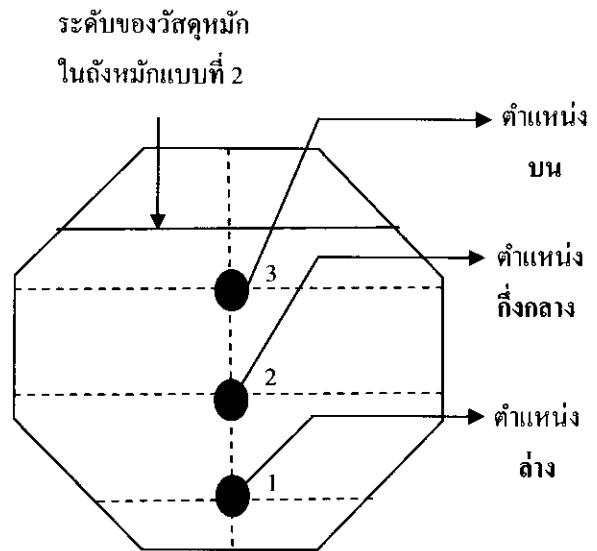 ระดับของวัสดุหมัก
ในถังหมักแบบที่ 2
ตำแหน่ง
บน
3
ตำแหน่ง
กึ่งกลาง
2
ตำแหน่ง
ล่าง
1